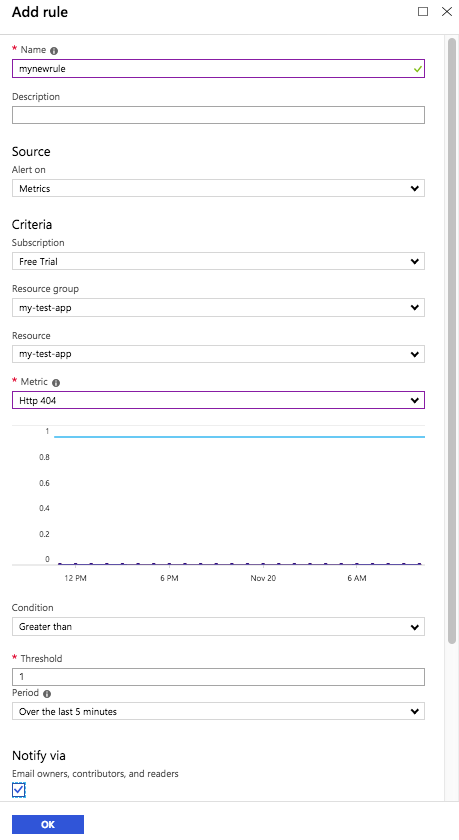 Add rule
* Name
mynewrule
Description
Source
Alert on
Metrics
Criteria
Subscription
Free Trial
Resource group
my-test-app
Resource
my-test-app
* Metric
Http 404
1
0.8
0.6
0.4
0.2
0
12 PM 6 PM Nov 20 6 AM
Condition
Greater than
* Threshold
1
Period
Over the last 5 minutes
Notify via
Email owners, contributors, and readers
OK